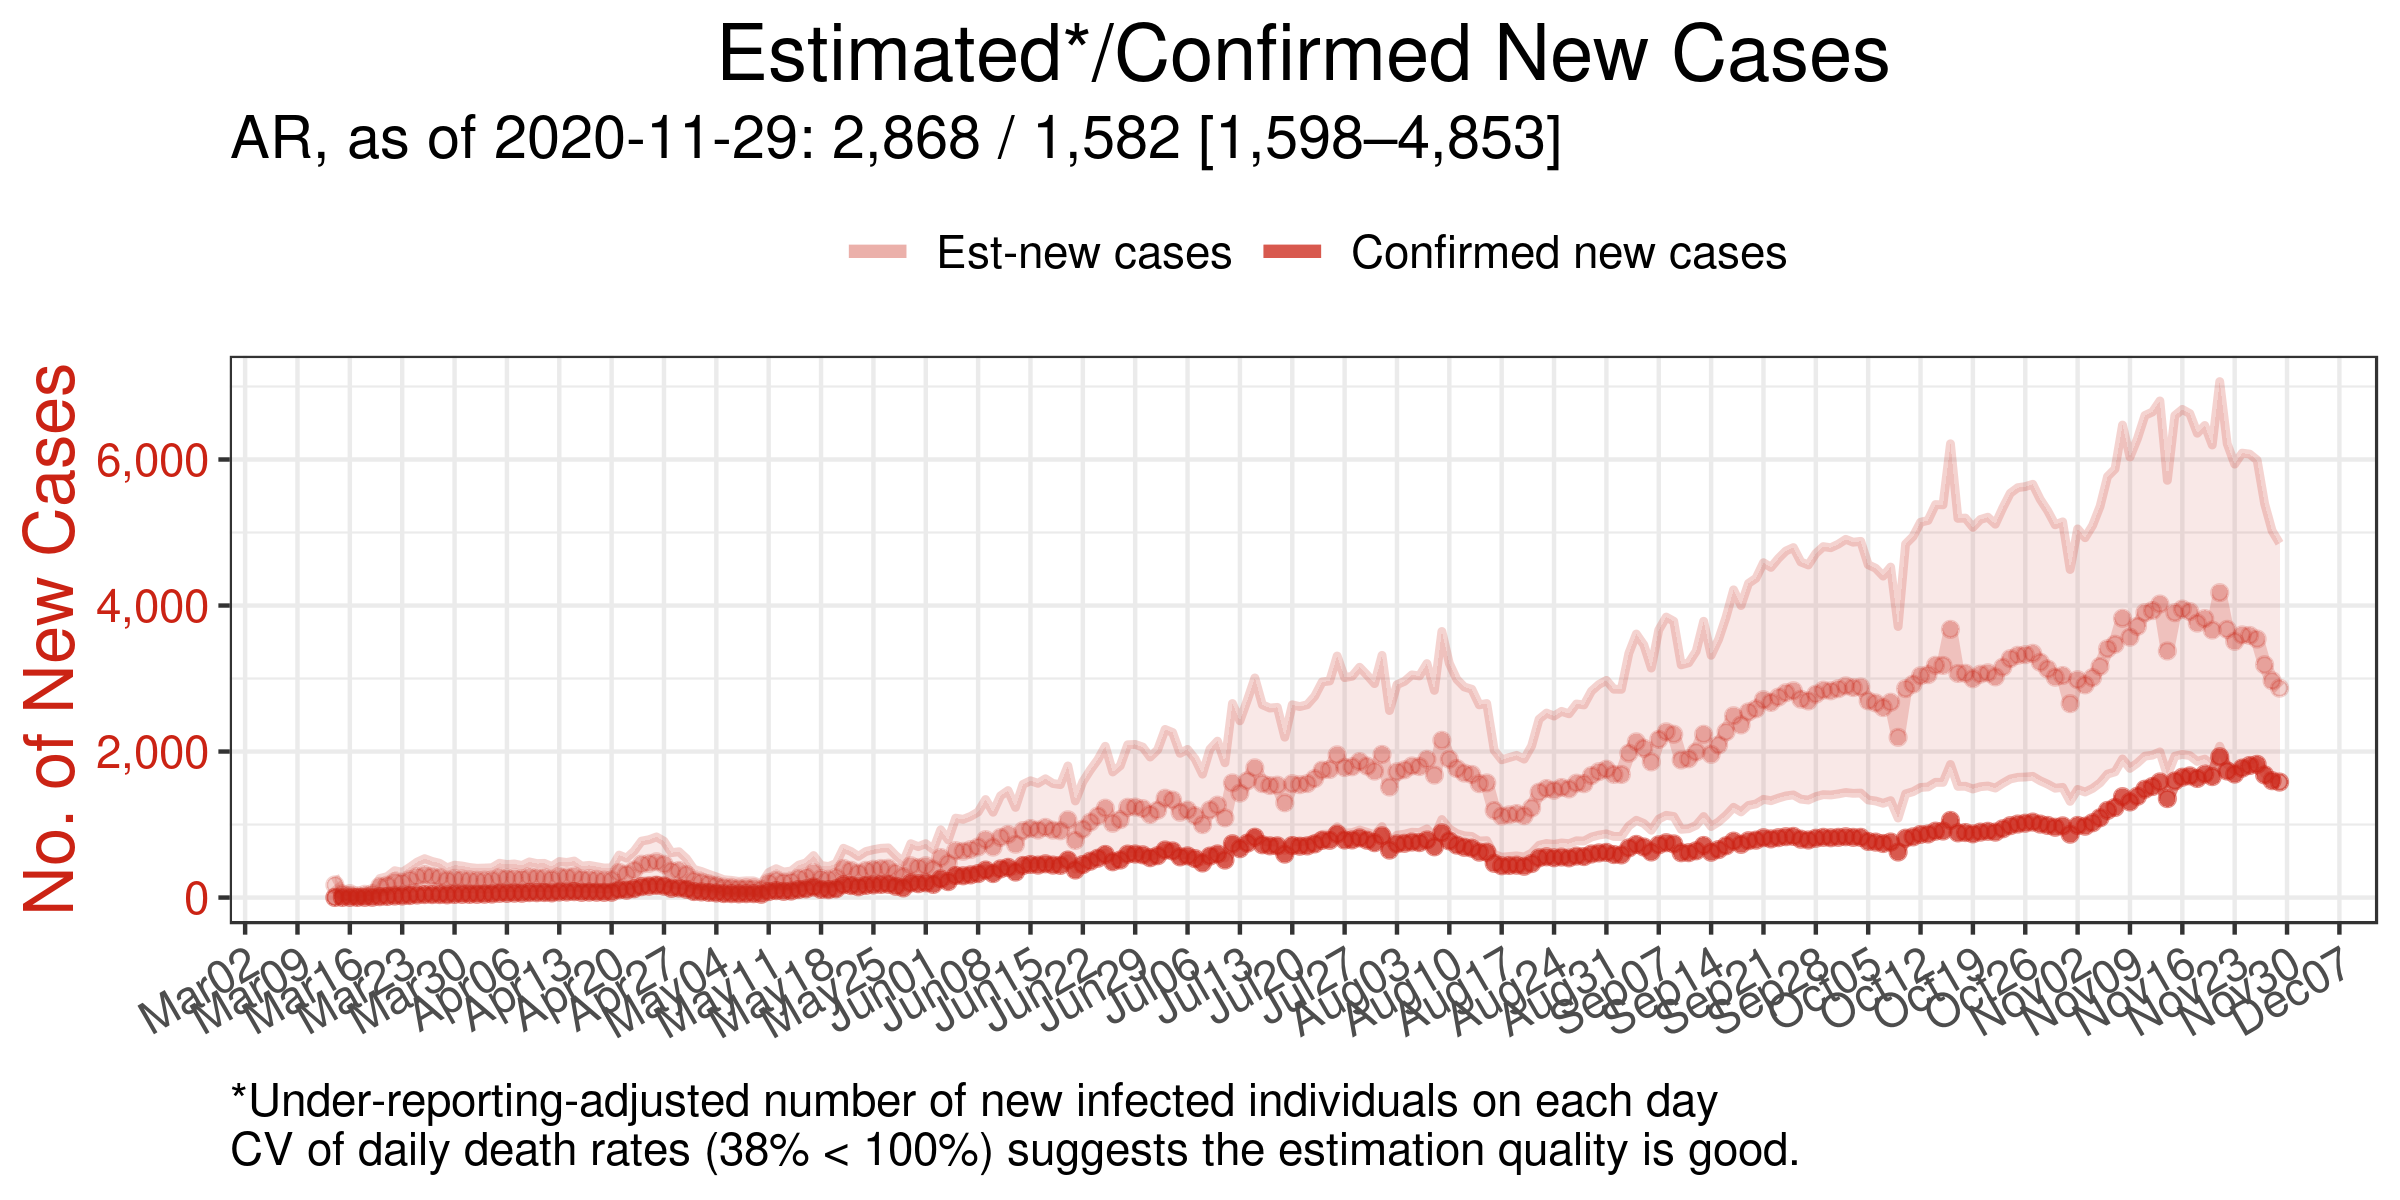 Estimated*/Confirmed New Cases
AR, as of 2020-11-29: 2,868 / 1,582 [1,598–4,853]
Est-new cases
Confirmed new cases
No. of New Cases
6,000
4,000
2,000
0
Mar02
Mar09
Mar16
Mar23
Mar30
Apr06
Apr13
Apr20
Apr27
May04
May11
May18
May25
Jun01
Jun08
Jun15
Jun22
Jun29
Jul06
Jul13
Jul20
Jul27
Aug03
Aug10
Aug17
Aug24
Aug31
Sep07
Sep14
Sep21
Sep28
Oct05
Oct12
Oct19
Oct26
Nov02
Nov09
Nov16
Nov23
Nov30
Dec07
*Under-reporting-adjusted number of new infected individuals on each day
CV of daily death rates (38% < 100%) suggests the estimation quality is good.